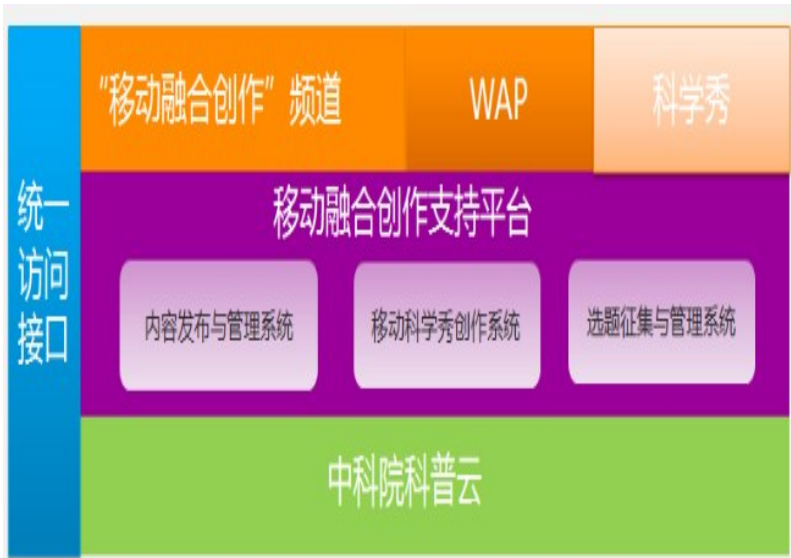 统一
访问
接口
“移动融合创作”频道
WAP
科学秀
移动融合创作支持平台
内容发布与管理系统
移动科学秀创作系统
选题征集与管理系统
中科院科普云